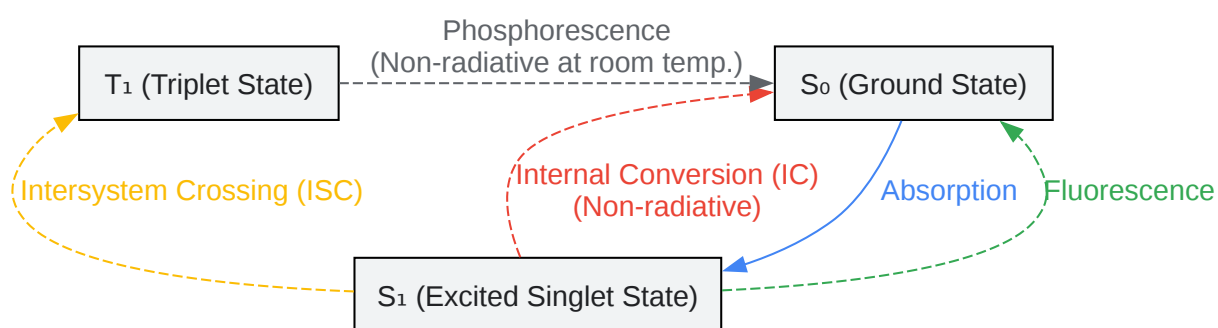 Phosphorescence
(Non-radiative at room temp.)
T₁ (Triplet State)
S₀ (Ground State)
Internal Conversion (IC)
(Non-radiative)
Intersystem Crossing (ISC)
Absorption
Fluorescence
S₁ (Excited Singlet State)